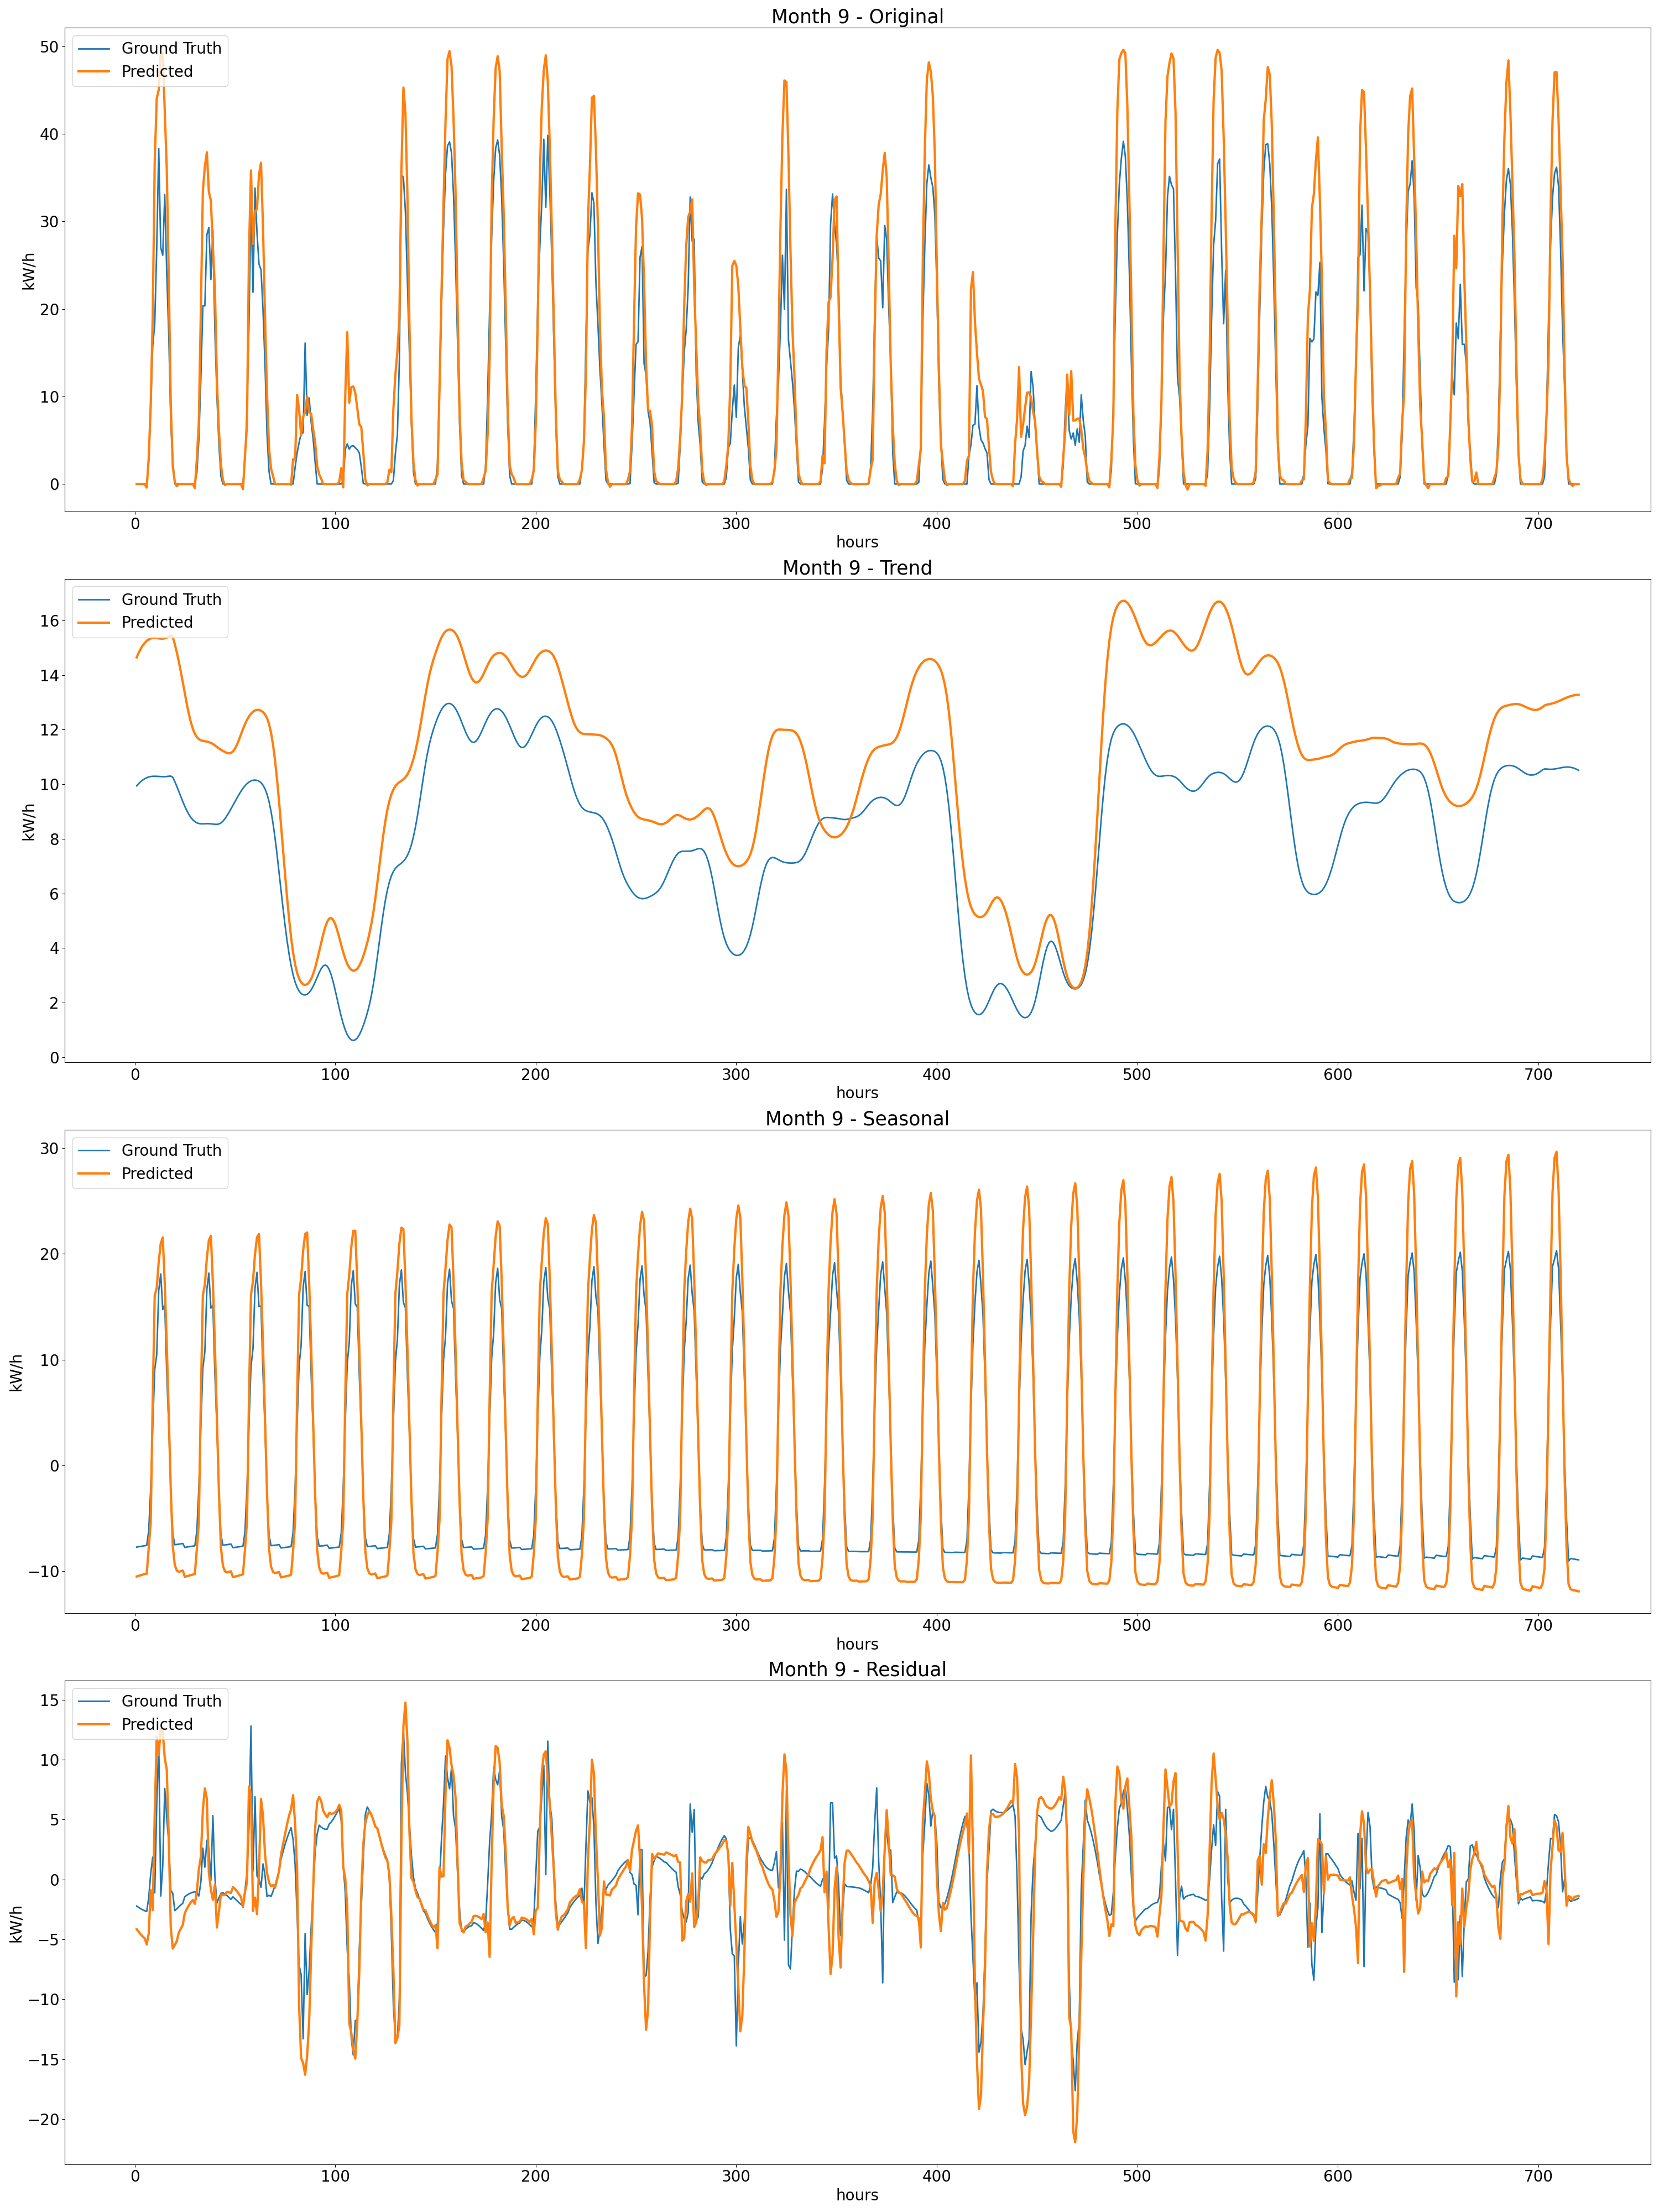 Month 9 - Original
Ground Truth
Predicted
50
40
30
20
10
0
kW/h
0 100 200 300 400 500 600 700
hours
Month 9 - Trend
Ground Truth
Predicted
16
14
12
10
8
6
4
2
0
kW/h
0 100 200 300 400 500 600 700
hours
Month 9 - Seasonal
Ground Truth
Predicted
30
20
10
0
−10
kW/h
0 100 200 300 400 500 600 700
hours
Month 9 - Residual
Ground Truth
Predicted
15
10
5
0
−5
−10
−15
−20
kW/h
0 100 200 300 400 500 600 700
hours